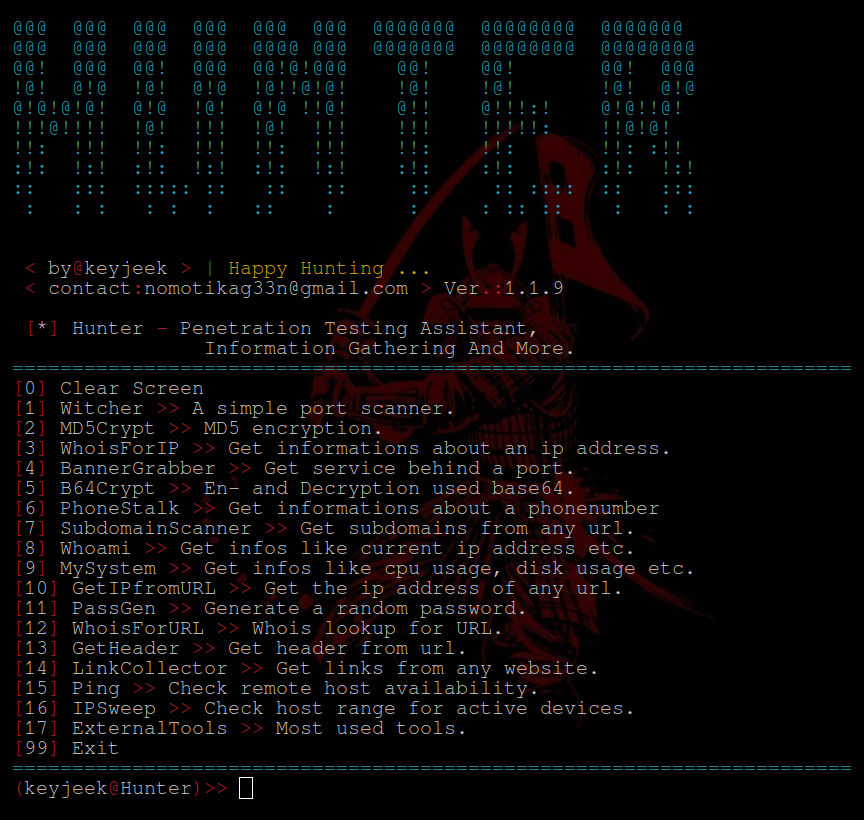 HUNTER
< by@keyjeek > | Happy Hunting ...
< contact:nomotikag33n@gmail.com > Ver.:1.1.9
[*] Hunter - Penetration Testing Assistant,
Information Gathering And More.
[0] Clear Screen
[1] Witcher >> A simple port scanner.
[2] MD5Crypt >> MD5 encryption.
[3] WhoisForIP >> Get informations about an ip address.
[4] BannerGrabber >> Get service behind a port.
[5] B64Crypt >> En- and Decryption used base64.
[6] PhoneStalk >> Get informations about a phonenumber
[7] SubdomainScanner >> Get subdomains from any url.
[8] Whoami >> Get infos like current ip address etc.
[9] MySystem >> Get infos like cpu usage, disk usage etc.
[10] GetIPfromURL >> Get the ip address of any url.
[11] PassGen >> Generate a random password.
[12] WhoisForURL >> Whois lookup for URL.
[13] GetHeader >> Get header from url.
[14] LinkCollector >> Get links from any website.
[15] Ping >> Check remote host availability.
[16] IPSweep >> Check host range for active devices.
[17] ExternalTools >> Most used tools.
[99] Exit
(keyjeek@Hunter)>>